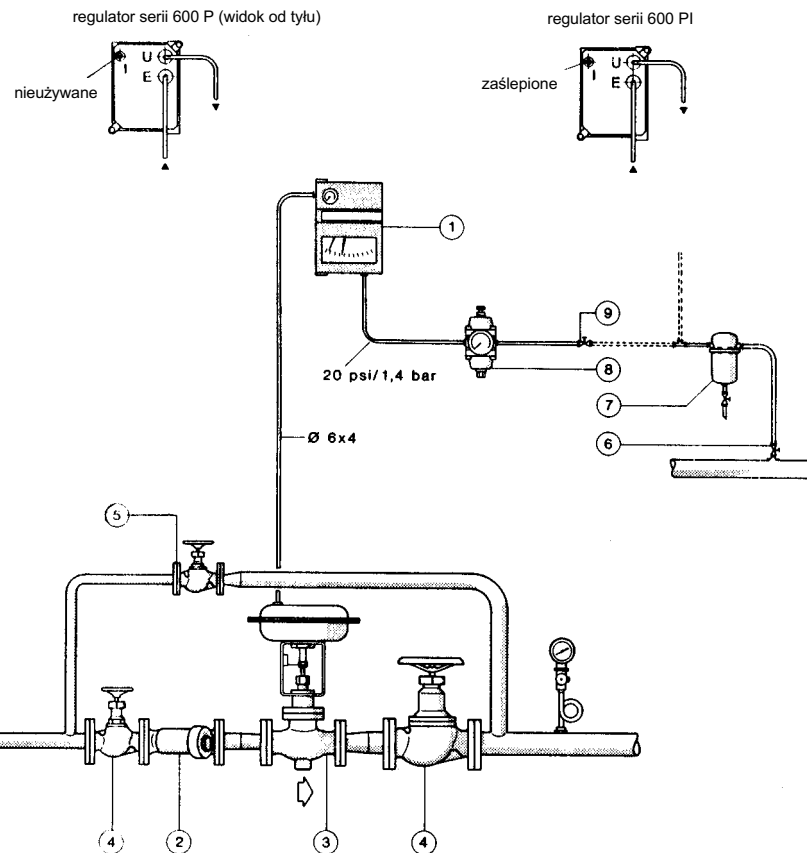 regulator serii 600 P (widok od tyłu)
regulator serii 600 PI
nieużywane
I
U
E
zaślepione
I
U
E
1
9
20 psi/1,4 bar
8
7
Ø 6x4
6
5
4
2
3
4